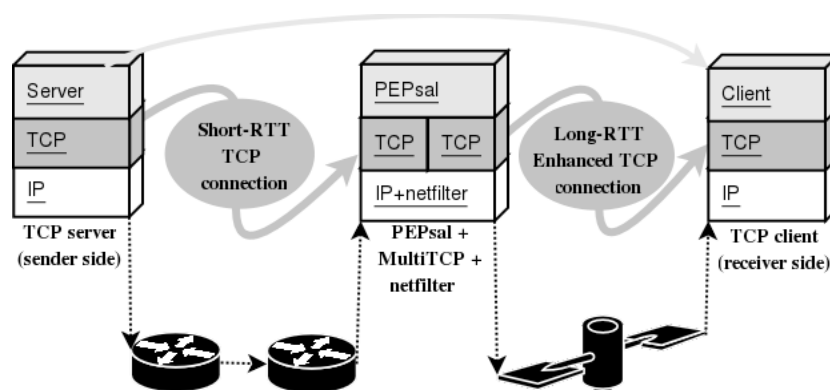 Server
TCP
IP
TCP server
(sender side)
Short-RTT
TCP
connection
PEPsal
TCP TCP
IP+netfilter
PEPsal +
MultiTCP +
netfilter
Long-RTT
Enhanced TCP
connection
Client
TCP
IP
TCP client
(receiver side)